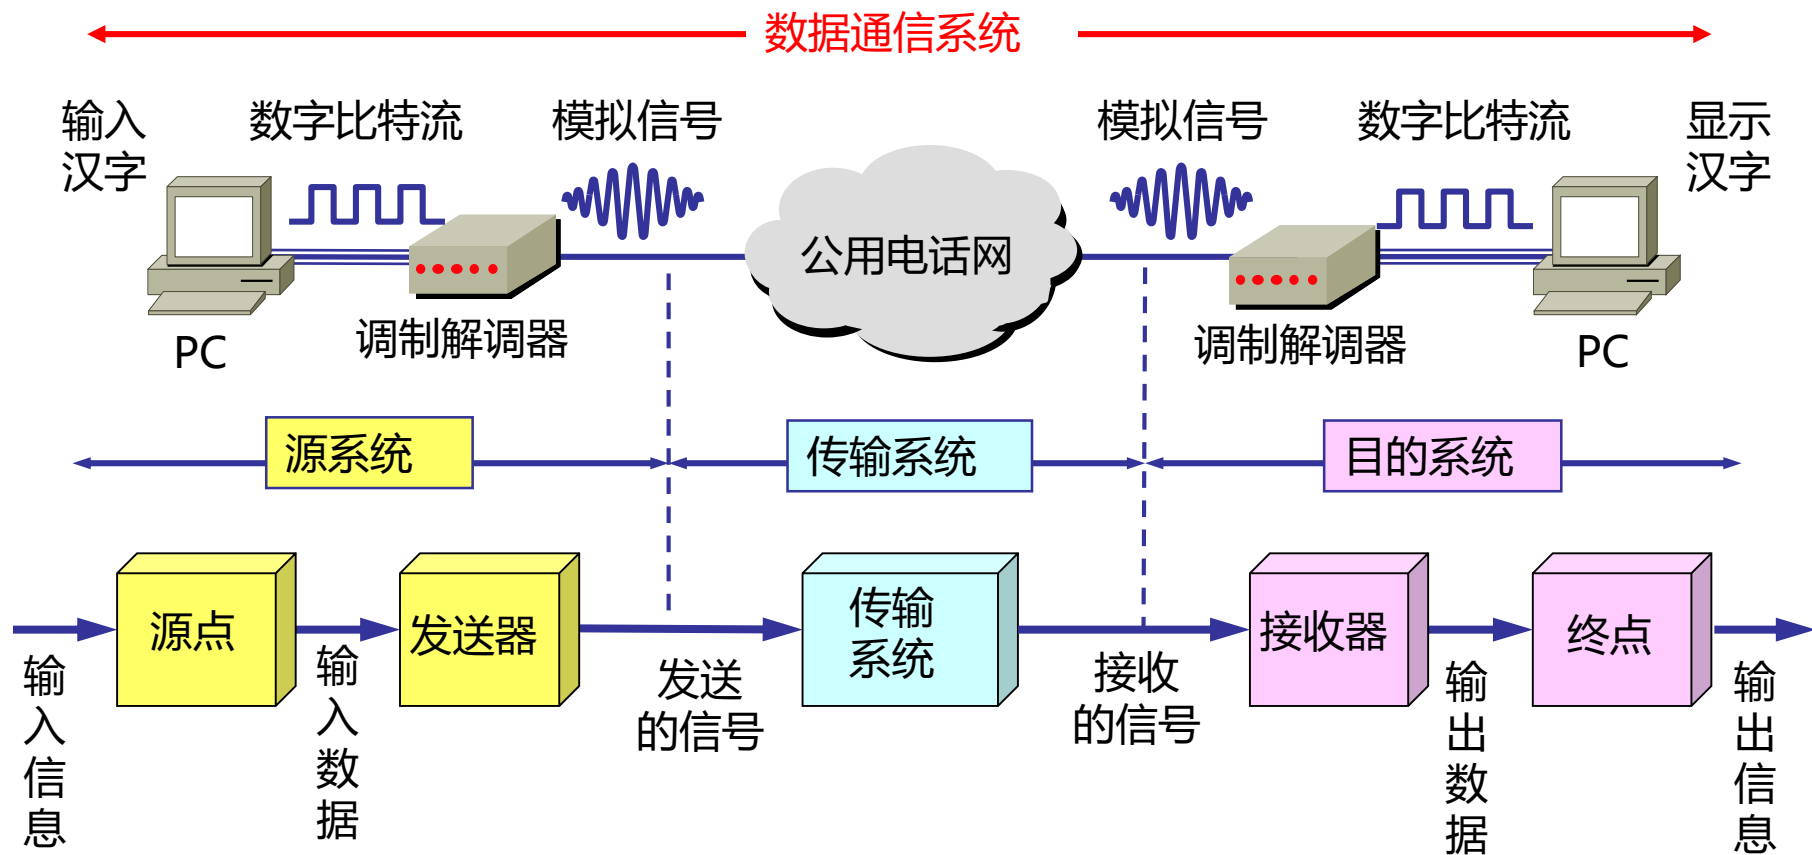 数据通信系统
输入
汉字
数字比特流
模拟信号
模拟信号
数字比特流
显示
汉字
公用电话网
PC
调制解调器
调制解调器
PC
源系统
传输系统
目的系统
源点
发送器
传输
系统
接收器
终点
输入信息
输入数据
发送
的信号
接收
的信号
输出数据
输出信息